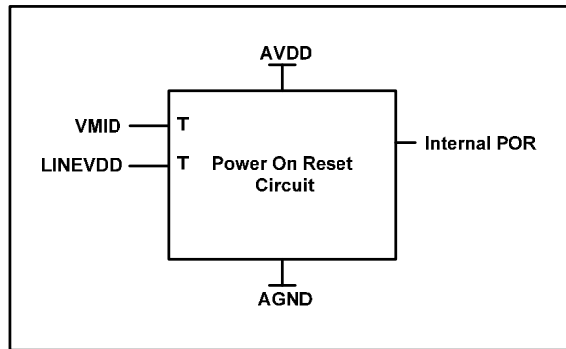 AVDD
VMID
T
Internal POR
LINEVDD
T
Power On Reset
Circuit
AGND